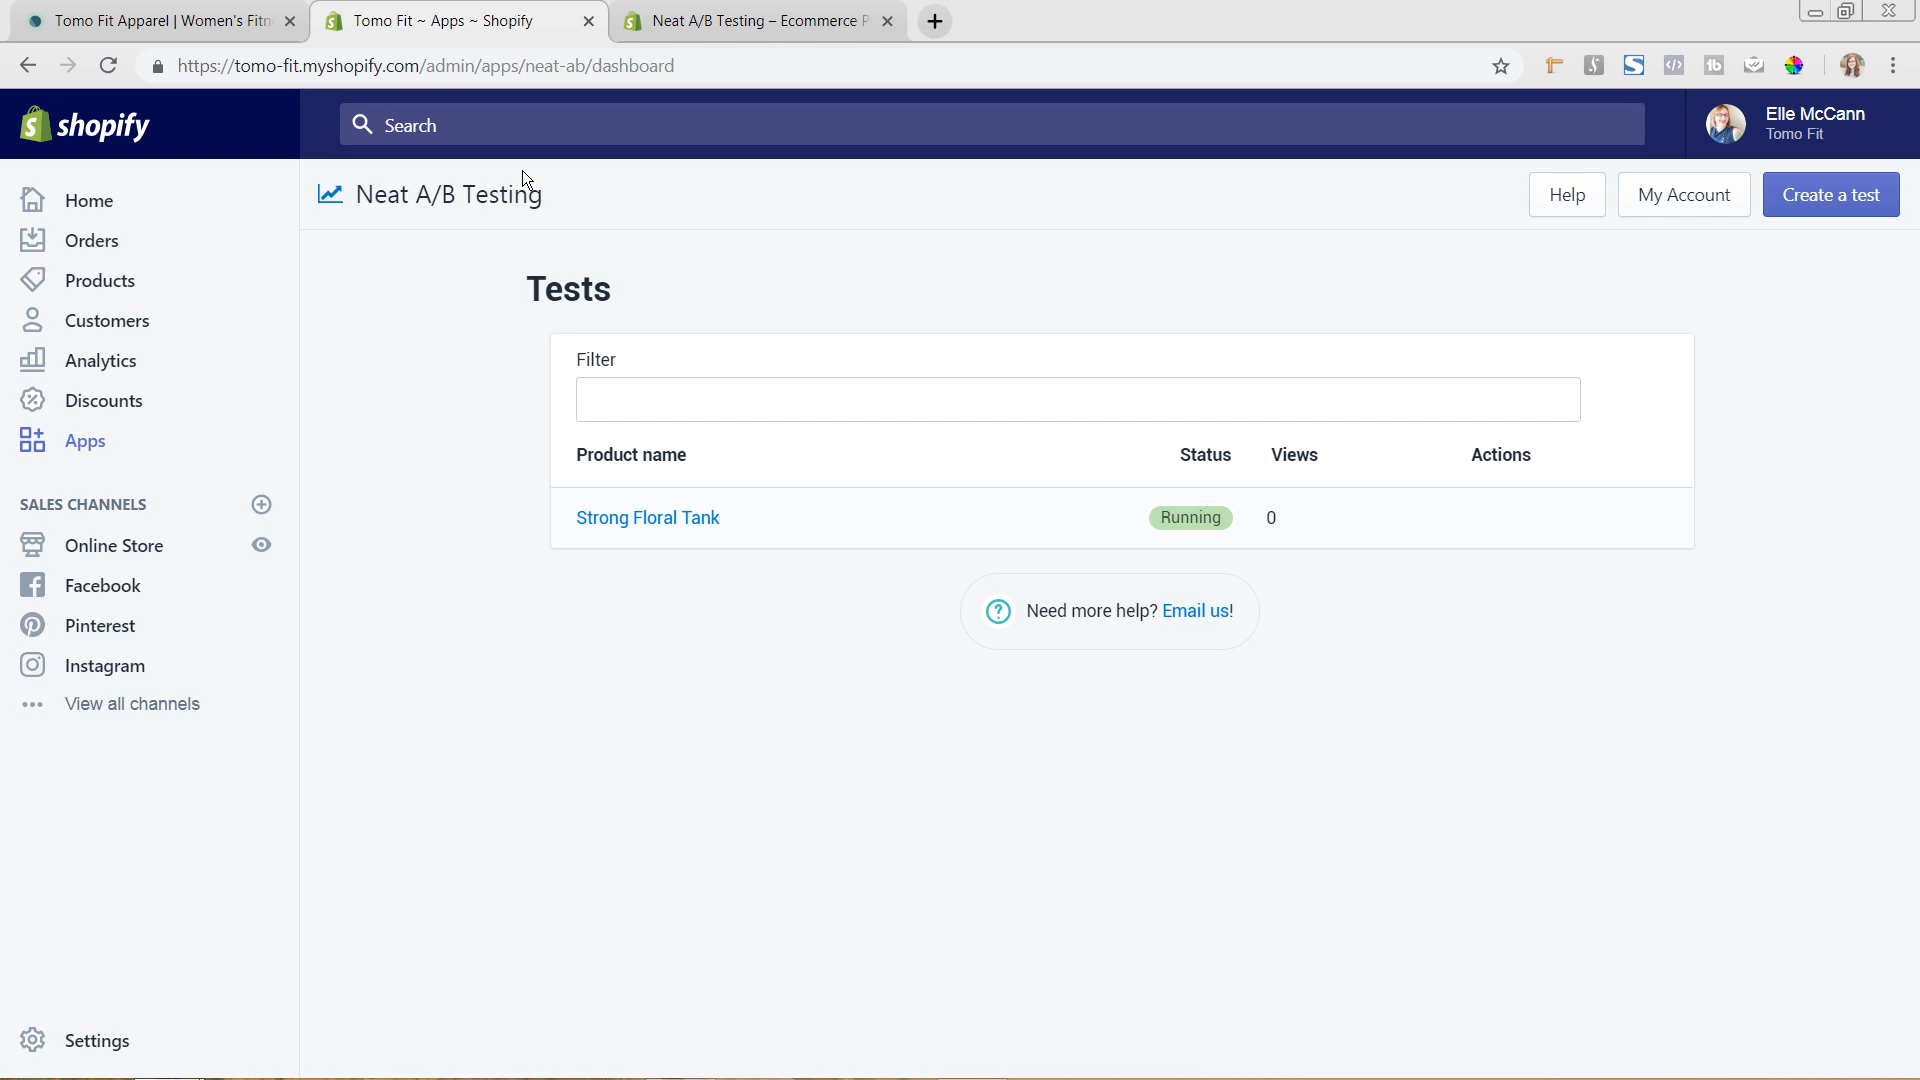 Tomo Fit Apparel | Women's Fitn
Tomo Fit ~ Apps ~ Shopify
Neat A/B Testing – Ecommerce P
https://tomo-fit.myshopify.com/admin/apps/neat-ab/dashboard
shopify
Search
Elle McCann
Tomo Fit
Home
Orders
Products
Customers
Analytics
Discounts
Apps
SALES CHANNELS
Online Store
Facebook
Pinterest
Instagram
View all channels
Settings
Neat A/B Testing
Help
My Account
Create a test
Tests
Filter
Product name Status Views Actions
Strong Floral Tank Running 0
Need more help? Email us!